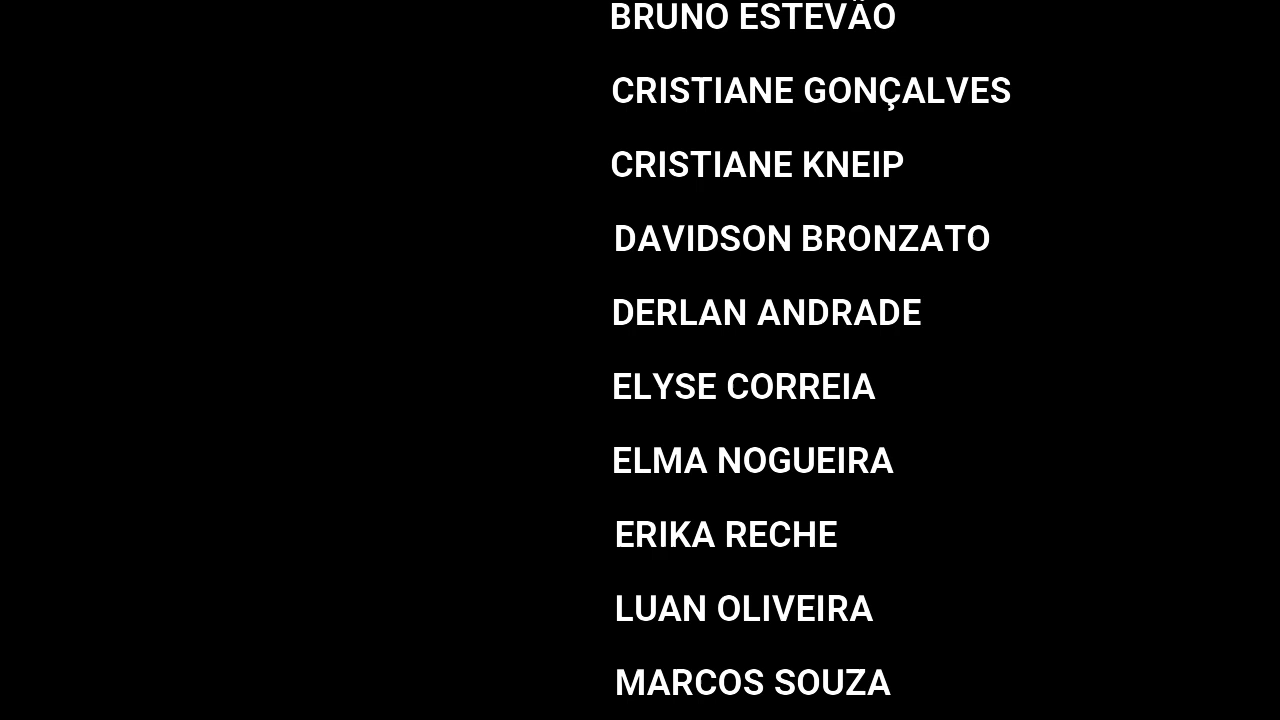 BRUNO ESTEVÃO
CRISTIANE GONÇALVES
CRISTIANE KNEIP
DAVIDSON BRONZATO
DERLAN ANDRADE
ELYSE CORREIA
ELMA NOGUEIRA
ERIKA RECHE
LUAN OLIVEIRA
MARCOS SOUZA